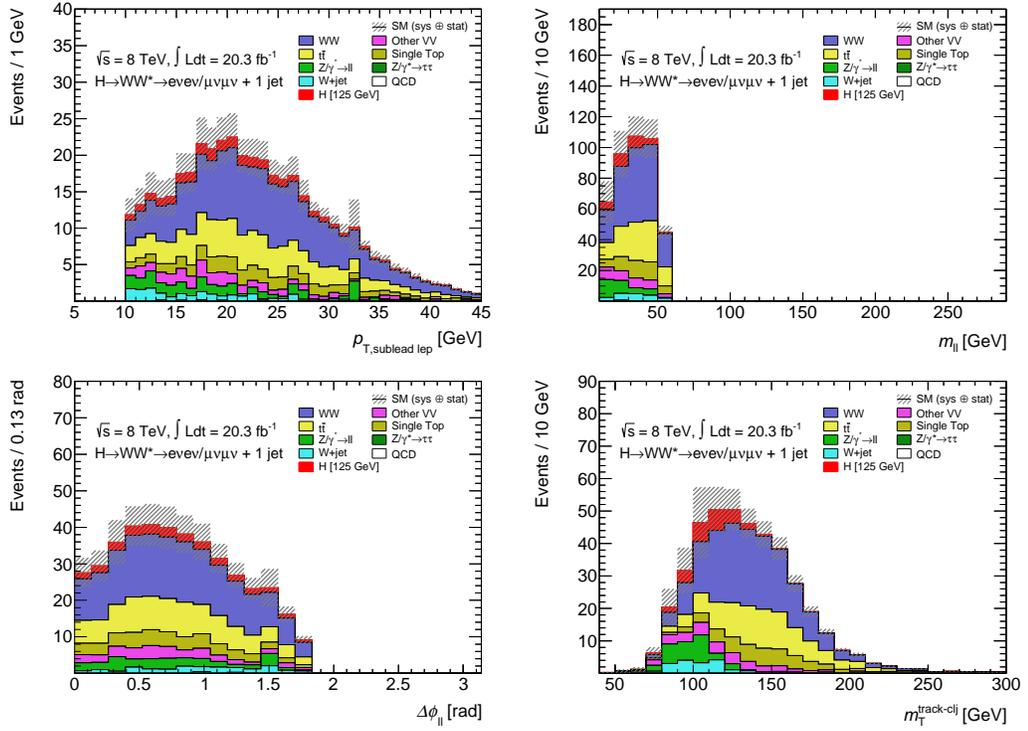 Events / 1 GeV
40
35
30
25
20
15
10
5
5 10 15 20 25 30 35 40 45
p_T,sublead lep [GeV]
√s = 8 TeV, ∫ Ldt = 20.3 fb⁻¹
H→WW*→eνeν/μνμν + 1 jet
SM (sys ⊕ stat)
WW Other VV
tt̄ Single Top
Z/γ*→ll Z/γ*→ττ
W+jet QCD
H [125 GeV]
Events / 10 GeV
180
160
140
120
100
80
60
40
20
50 100 150 200 250
m_ll [GeV]
√s = 8 TeV, ∫ Ldt = 20.3 fb⁻¹
H→WW*→eνeν/μνμν + 1 jet
SM (sys ⊕ stat)
WW Other VV
tt̄ Single Top
Z/γ*→ll Z/γ*→ττ
W+jet QCD
H [125 GeV]
Events / 0.13 rad
80
70
60
50
40
30
20
10
0 0.5 1 1.5 2 2.5 3
Δϕ_ll [rad]
√s = 8 TeV, ∫ Ldt = 20.3 fb⁻¹
H→WW*→eνeν/μνμν + 1 jet
SM (sys ⊕ stat)
WW Other VV
tt̄ Single Top
Z/γ*→ll Z/γ*→ττ
W+jet QCD
H [125 GeV]
Events / 10 GeV
90
80
70
60
50
40
30
20
10
50 100 150 200 250 300
m_T^track-clj [GeV]
√s = 8 TeV, ∫ Ldt = 20.3 fb⁻¹
H→WW*→eνeν/μνμν + 1 jet
SM (sys ⊕ stat)
WW Other VV
tt̄ Single Top
Z/γ*→ll Z/γ*→ττ
W+jet QCD
H [125 GeV]